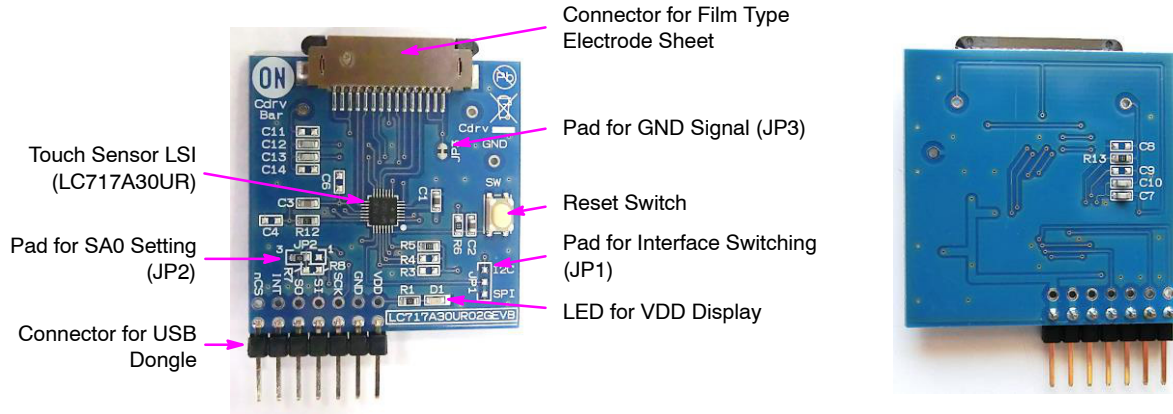 Connector for Film Type
Electrode Sheet
ON
Cdrv
Bar
Cdrv
GND
C11
C12
C13
C14
C6
Pad for GND Signal (JP3)
Touch Sensor LSI
(LC717A30UR)
C1
SW
C3
C4
R12
R6
C2
Reset Switch
Pad for SA0 Setting
(JP2)
JP2
3
1
R7
R8
R5
R4
R3
JP1
I2C
SPI
Pad for Interface Switching
(JP1)
nCS
INT
SO
SI
SCK
GND
VDD
R1
D1
LED for VDD Display
LC717A30UR02GEVB
Connector for USB
Dongle
C8
R13
C9
C10
C7